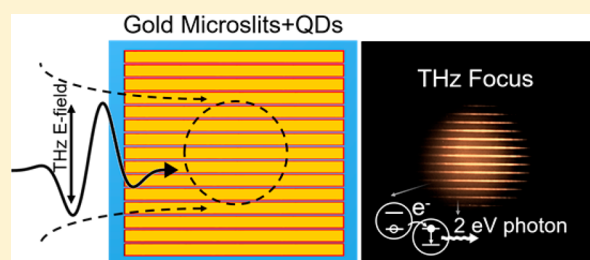 Gold Microslits+QDs
THz E-field
THz Focus
e-
2 eV photon